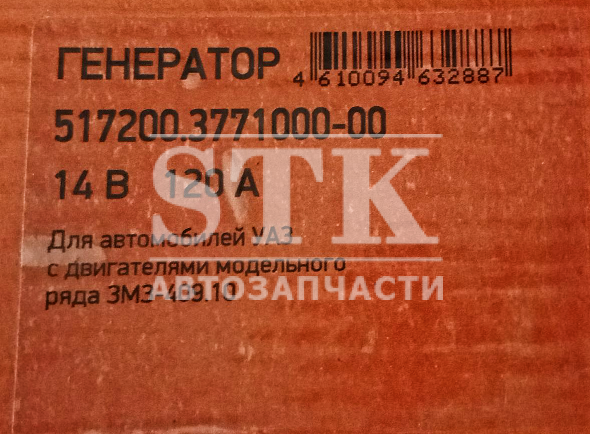 ГЕНЕРАТОР
4 610094 632887
517200.3771000-00
14 В 120 А
STK
АВТОЗАПЧАСТИ
Для автомобилей УАЗ
с двигателями модельного
ряда ЗМЗ-409.10